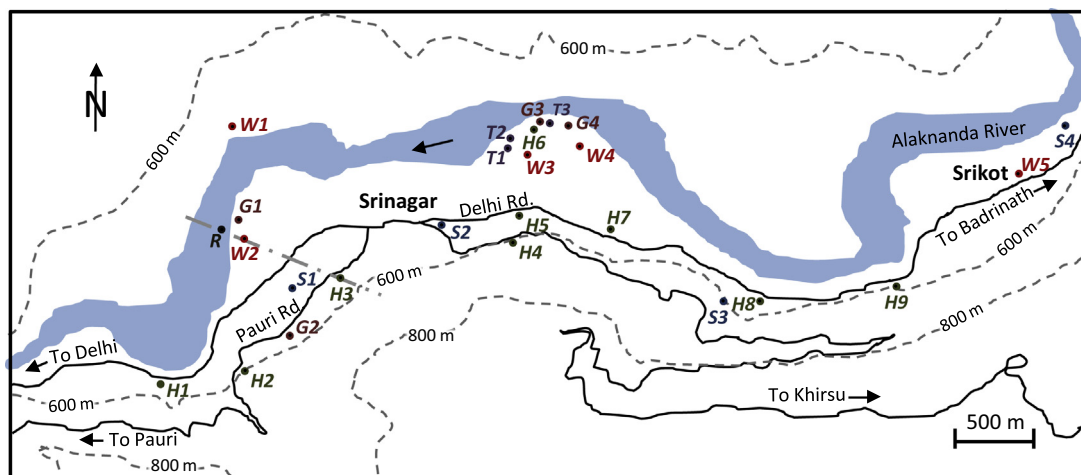 600 m
N
600 m
W1
G3
T3
G4
T2
H6
T1
W3
W4
Alaknanda River
S4
Srikot
W5
To Badrinath
Srinagar
Delhi Rd.
G1
R
W2
S2
H5
H7
H4
600 m
600 m
S1
H3
Pauri Rd.
S3
H8
H9
800 m
G2
To Delhi
H1
H2
600 m
To Khirsu
500 m
To Pauri
800 m